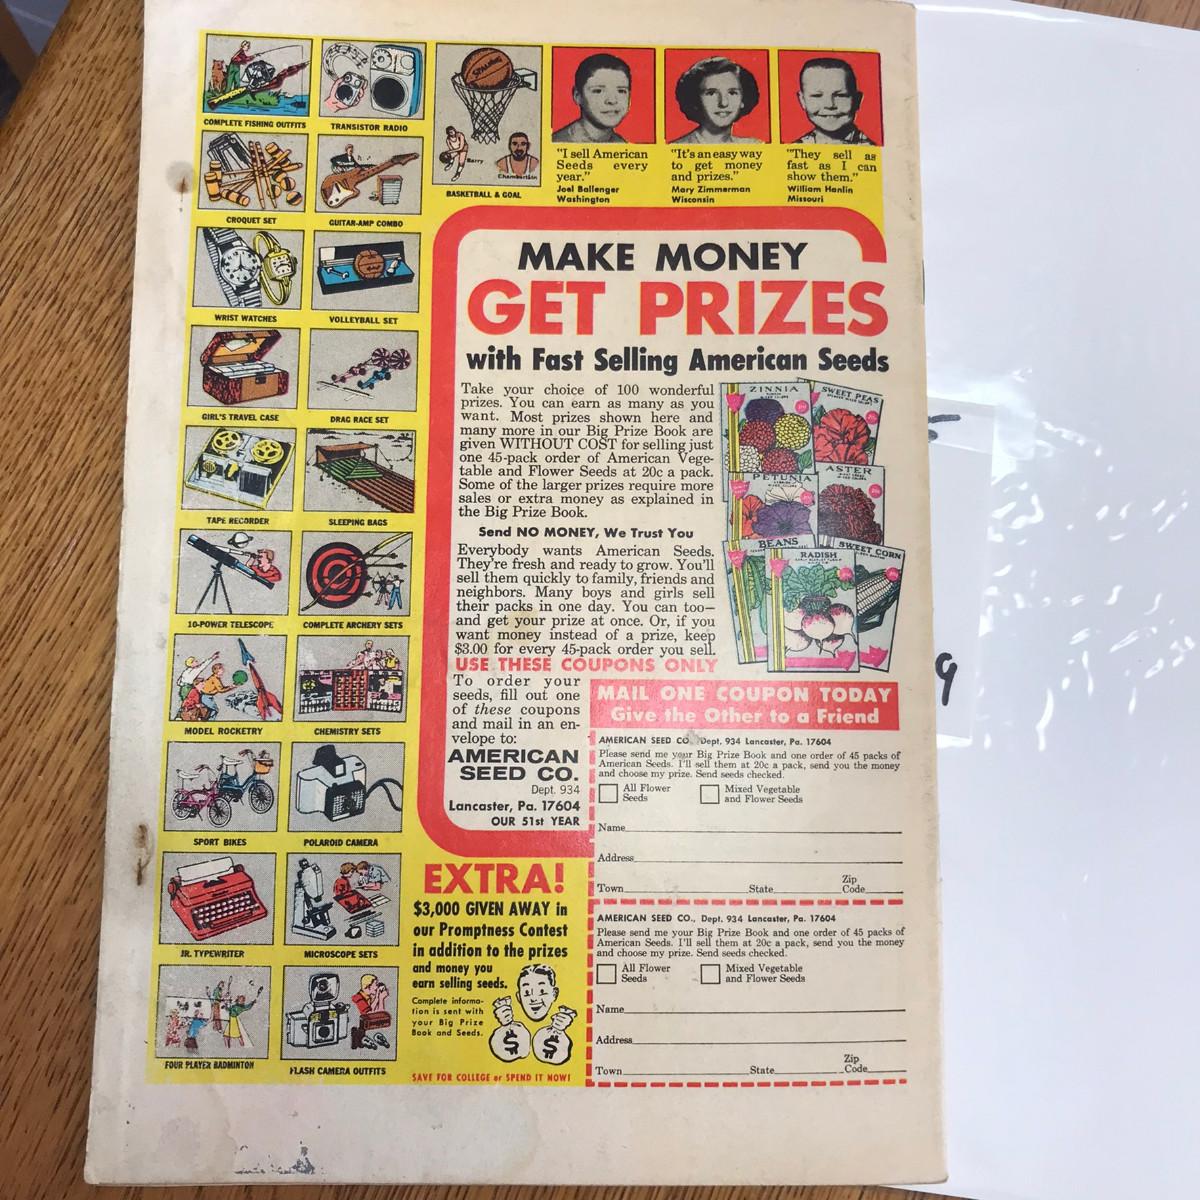 COMPLETE FISHING OUTFITS
TRANSISTOR RADIO
SPALDING
Barry
Chamberlain
BASKETBALL & GOAL
CROQUET SET
GUITAR-AMP COMBO
WRIST WATCHES
VOLLEYBALL SET
GIRL'S TRAVEL CASE
DRAG RACE SET
TAPE RECORDER
SLEEPING BAGS
10-POWER TELESCOPE
COMPLETE ARCHERY SETS
MODEL ROCKETRY
CHEMISTRY SETS
SPORT BIKES
POLAROID CAMERA
JR. TYPEWRITER
MICROSCOPE SETS
FOUR PLAYER BADMINTON
FLASH CAMERA OUTFITS
"I sell American
Seeds every
year."
Joel Ballenger
Washington
"It's an easy way
to get money
and prizes."
Mary Zimmerman
Wisconsin
"They sell as
fast as I can
show them."
William Hanlin
Missouri
MAKE MONEY
GET PRIZES
with Fast Selling American Seeds
Take your choice of 100 wonderful
prizes. You can earn as many as you
want. Most prizes shown here and
many more in our Big Prize Book are
given WITHOUT COST for selling just
one 45-pack order of American Vege-
table and Flower Seeds at 20c a pack.
Some of the larger prizes require more
sales or extra money as explained in
the Big Prize Book.
Send NO MONEY, We Trust You
Everybody wants American Seeds.
They're fresh and ready to grow. You'll
sell them quickly to family, friends and
neighbors. Many boys and girls sell
their packs in one day. You can too—
and get your prize at once. Or, if you
want money instead of a prize, keep
$3.00 for every 45-pack order you sell.
USE THESE COUPONS ONLY
To order your
seeds, fill out one
of these coupons
and mail in an en-
velope to:
AMERICAN
SEED CO.
Dept. 934
Lancaster, Pa. 17604
OUR 51st YEAR
ZINNIA
SWEET PEAS
PETUNIA
ASTER
BEANS
RADISH
SWEET CORN
MAIL ONE COUPON TODAY
Give the Other to a Friend
AMERICAN SEED CO., Dept. 934 Lancaster, Pa. 17604
Please send me your Big Prize Book and one order of 45 packs of
American Seeds. I'll sell them at 20c a pack, send you the money
and choose my prize. Send seeds checked.
All Flower
Seeds
Mixed Vegetable
and Flower Seeds
Name
Address
Town State Zip Code
AMERICAN SEED CO., Dept. 934 Lancaster, Pa. 17604
Please send me your Big Prize Book and one order of 45 packs of
American Seeds. I'll sell them at 20c a pack, send you the money
and choose my prize. Send seeds checked.
All Flower
Seeds
Mixed Vegetable
and Flower Seeds
Name
Address
Town State Zip Code
EXTRA!
$3,000 GIVEN AWAY in
our Promptness Contest
in addition to the prizes
and money you
earn selling seeds.
Complete informa-
tion is sent with
your Big Prize
Book and Seeds.
$ $
SAVE FOR COLLEGE or SPEND IT NOW!
9